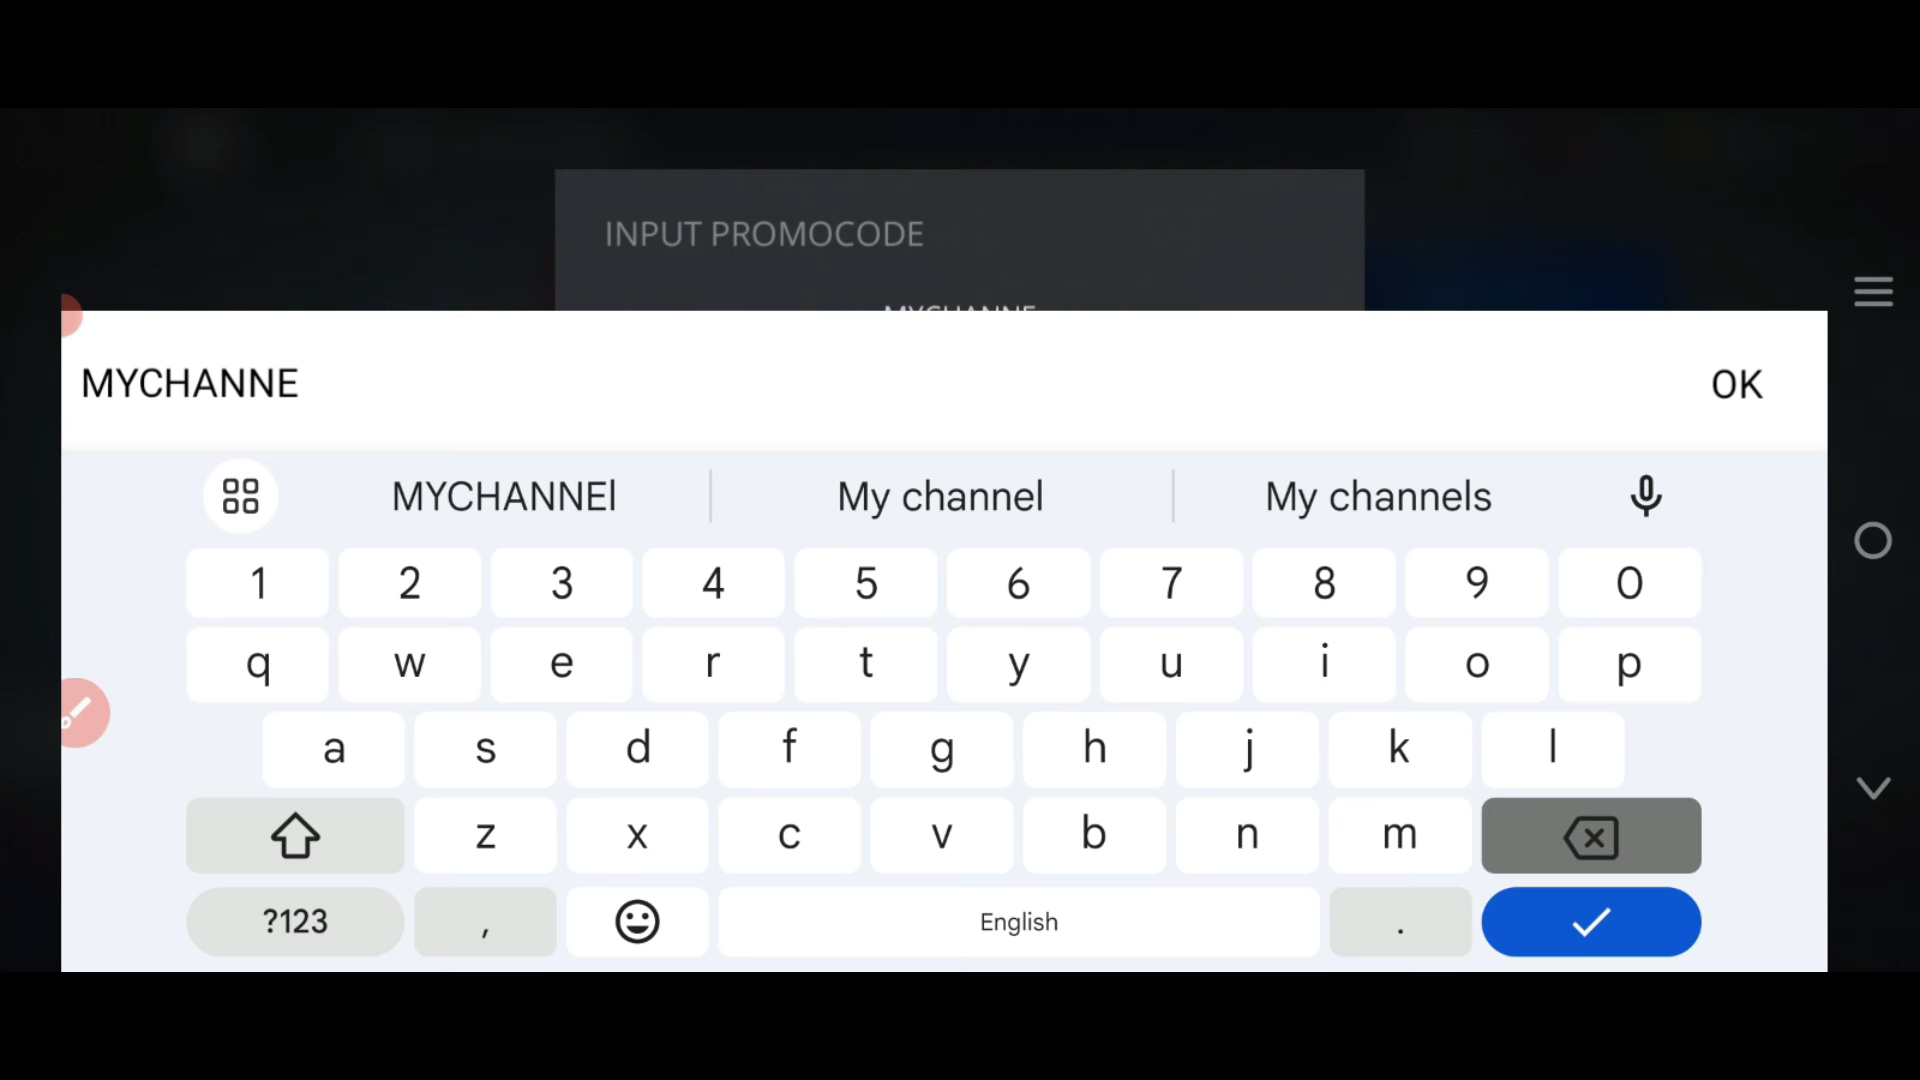 INPUT PROMOCODE
MYCHANNE
MYCHANNE OK
MYCHANNEl My channel My channels
1 2 3 4 5 6 7 8 9 0
q w e r t y u i o p
a s d f g h j k l
z x c v b n m
?123 , English .